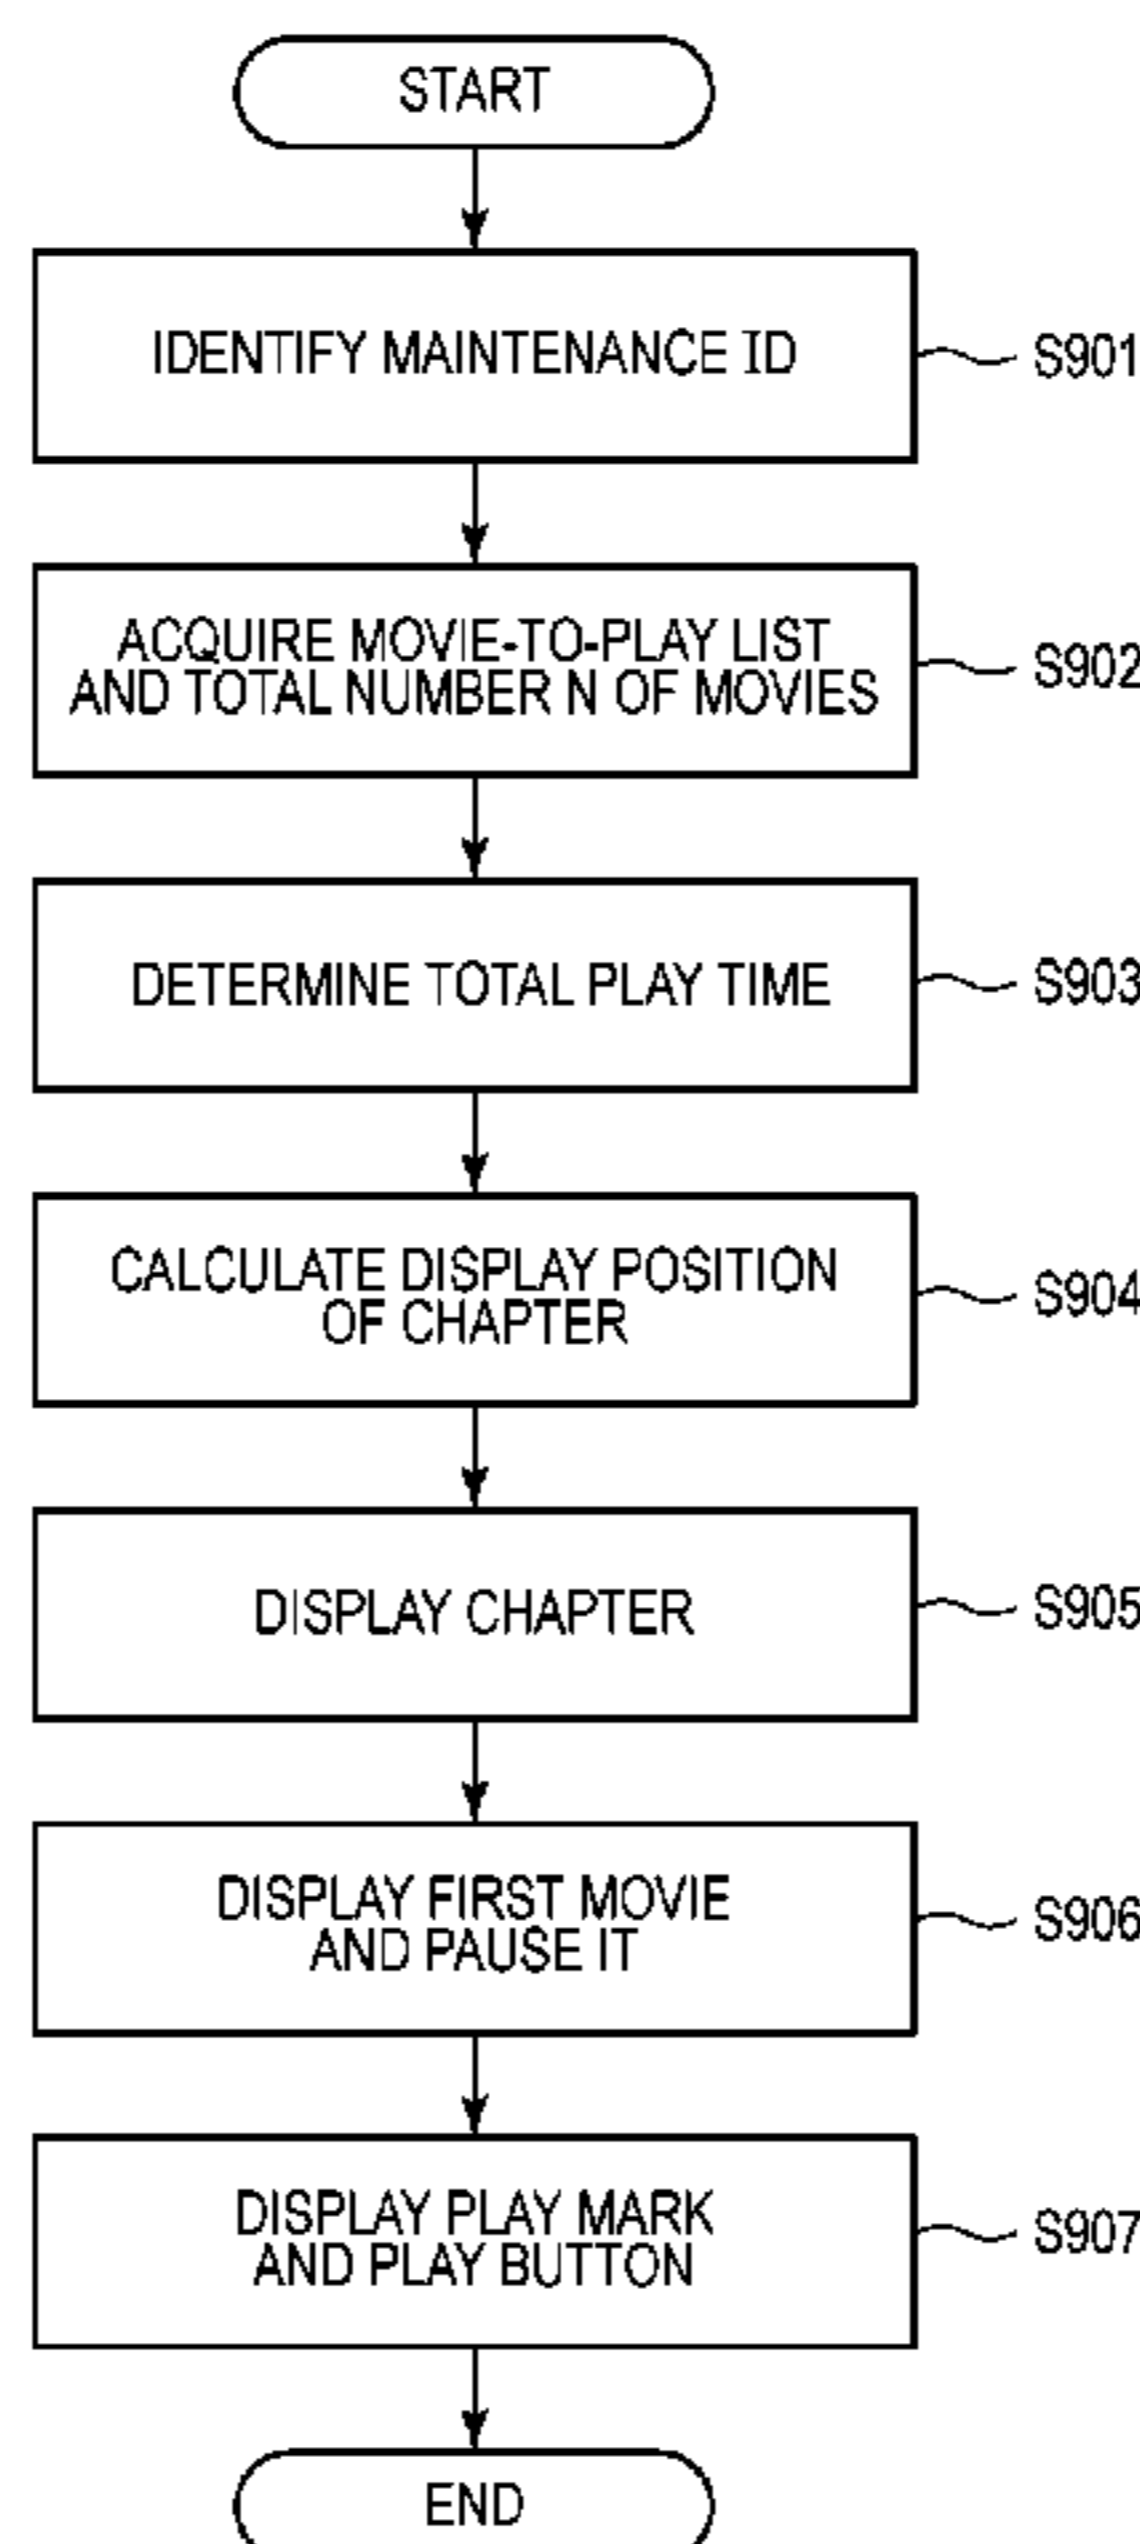 START
IDENTIFY MAINTENANCE ID
S901
ACQUIRE MOVIE-TO-PLAY LIST
AND TOTAL NUMBER N OF MOVIES
S902
DETERMINE TOTAL PLAY TIME
S903
CALCULATE DISPLAY POSITION
OF CHAPTER
S904
DISPLAY CHAPTER
S905
DISPLAY FIRST MOVIE
AND PAUSE IT
S906
DISPLAY PLAY MARK
AND PLAY BUTTON
S907
END